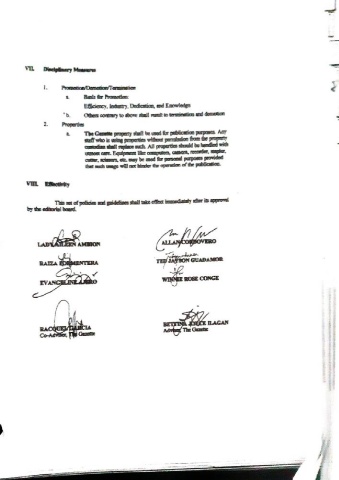 VII. Disciplinary Measures
1. Promotion/Demotion/Termination
a. Basis for Promotion:
Efficiency, Industry, Dedication, and Knowledge
b. Others contrary to above shall result to termination and demotion
2. Properties
a. The Gazette property shall be used for publication purposes. Any
staff who is using properties without permission from the property
custodian shall replace such. All properties should be handled with
utmost care. Equipment like computers, camera, recorder, stapler,
cutter, scissors, etc. may be used for personal purposes provided
that such usage will not hinder the operation of the publication.
VIII. Effectivity
This set of policies and guidelines shall take effect immediately after its approval
by the editorial board.
AMBION
ALLAN CORDOVERO
RAIZA FORMENTERA
TED JAYSON GUADAMOR
EVANGELINE
WINNIE ROSE CONGE
RACQUEL GARCIA
Co-Adviser, The Gazette
BETTINA JOYCE ILAGAN
Adviser, The Gazette